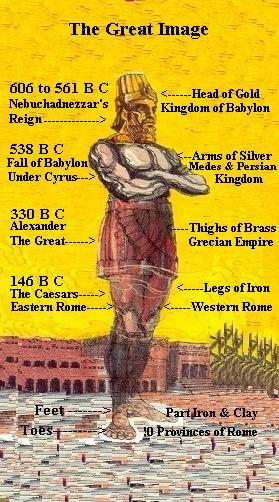 The Great Image
606 to 561 B C
Nebuchadnezzar's
Reign --------------->
<-----Head of Gold
Kingdom of Babylon
538 B C
Fall of Babylon
Under Cyrus--->
<---Arms of Silver
Medes & Persian
Kingdom
330 B C
Alexander
The Great------>
<----Thighs of Brass
Grecian Empire
146 B C
The Caesars----->
Eastern Rome---->
<-----Legs of Iron
<----Western Rome
Feet ---------->
Part Iron & Clay
Toes---------->
10 Provinces of Rome